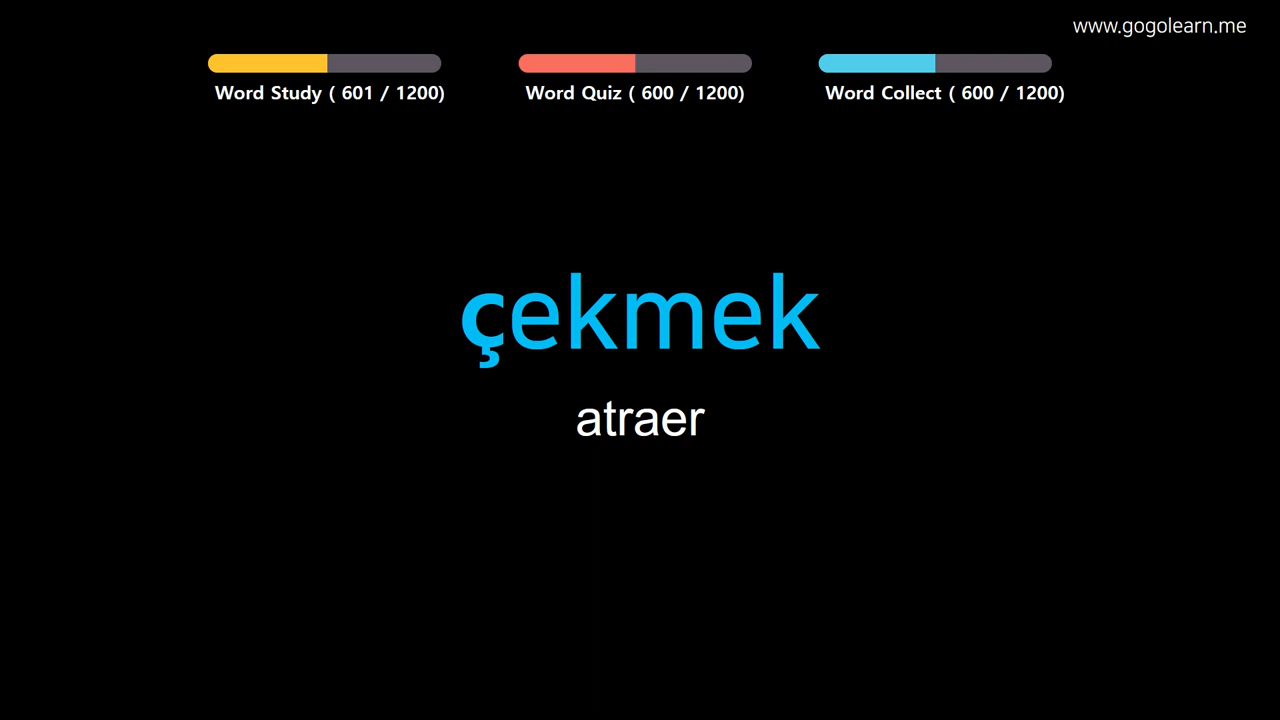 www.gogolearn.me
Word Study ( 601 / 1200)
Word Quiz ( 600 / 1200)
Word Collect ( 600 / 1200)
çekmek
atraer